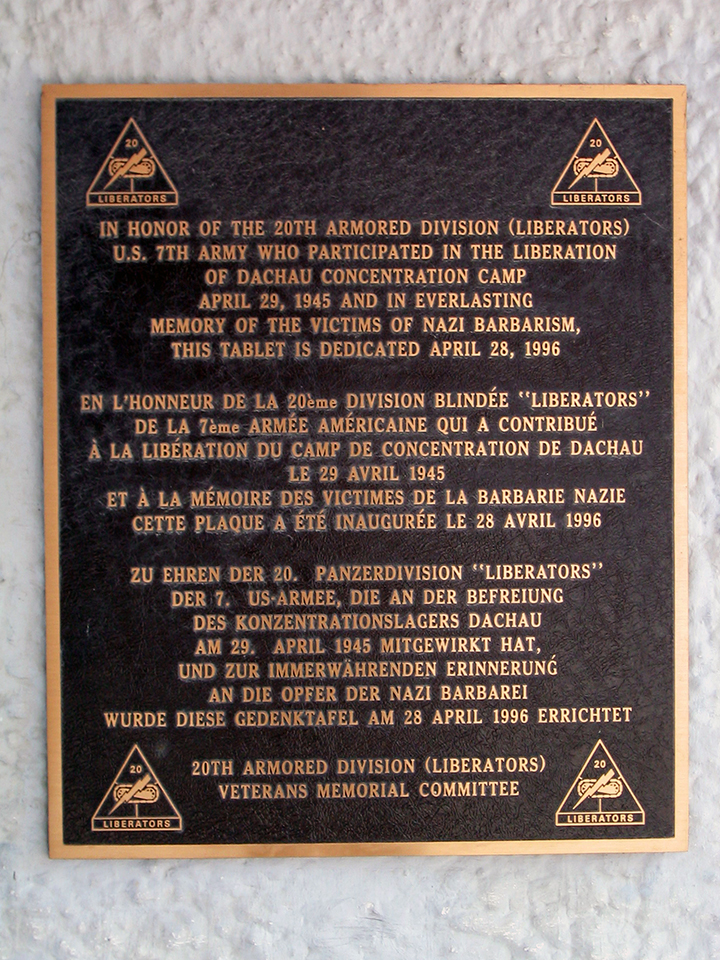 20 20
LIBERATORS LIBERATORS
IN HONOR OF THE 20TH ARMORED DIVISION (LIBERATORS)
U.S. 7TH ARMY WHO PARTICIPATED IN THE LIBERATION
OF DACHAU CONCENTRATION CAMP
APRIL 29, 1945 AND IN EVERLASTING
MEMORY OF THE VICTIMS OF NAZI BARBARISM,
THIS TABLET IS DEDICATED APRIL 28, 1996
EN L'HONNEUR DE LA 20ème DIVISION BLINDÉE "LIBERATORS"
DE LA 7ème ARMÉE AMÉRICAINE QUI A CONTRIBUÉ
À LA LIBÉRATION DU CAMP DE CONCENTRATION DE DACHAU
LE 29 AVRIL 1945
ET À LA MÉMOIRE DES VICTIMES DE LA BARBARIE NAZIE
CETTE PLAQUE A ÉTÉ INAUGURÉE LE 28 AVRIL 1996
ZU EHREN DER 20. PANZERDIVISION "LIBERATORS"
DER 7. US-ARMEE, DIE AN DER BEFREIUNG
DES KONZENTRATIONSLAGERS DACHAU
AM 29. APRIL 1945 MITGEWIRKT HAT,
UND ZUR IMMERWÄHRENDEN ERINNERUNG
AN DIE OPFER DER NAZI BARBAREI
WURDE DIESE GEDENKTAFEL AM 28 APRIL 1996 ERRICHTET
20TH ARMORED DIVISION (LIBERATORS)
VETERANS MEMORIAL COMMITTEE
20 20
LIBERATORS LIBERATORS